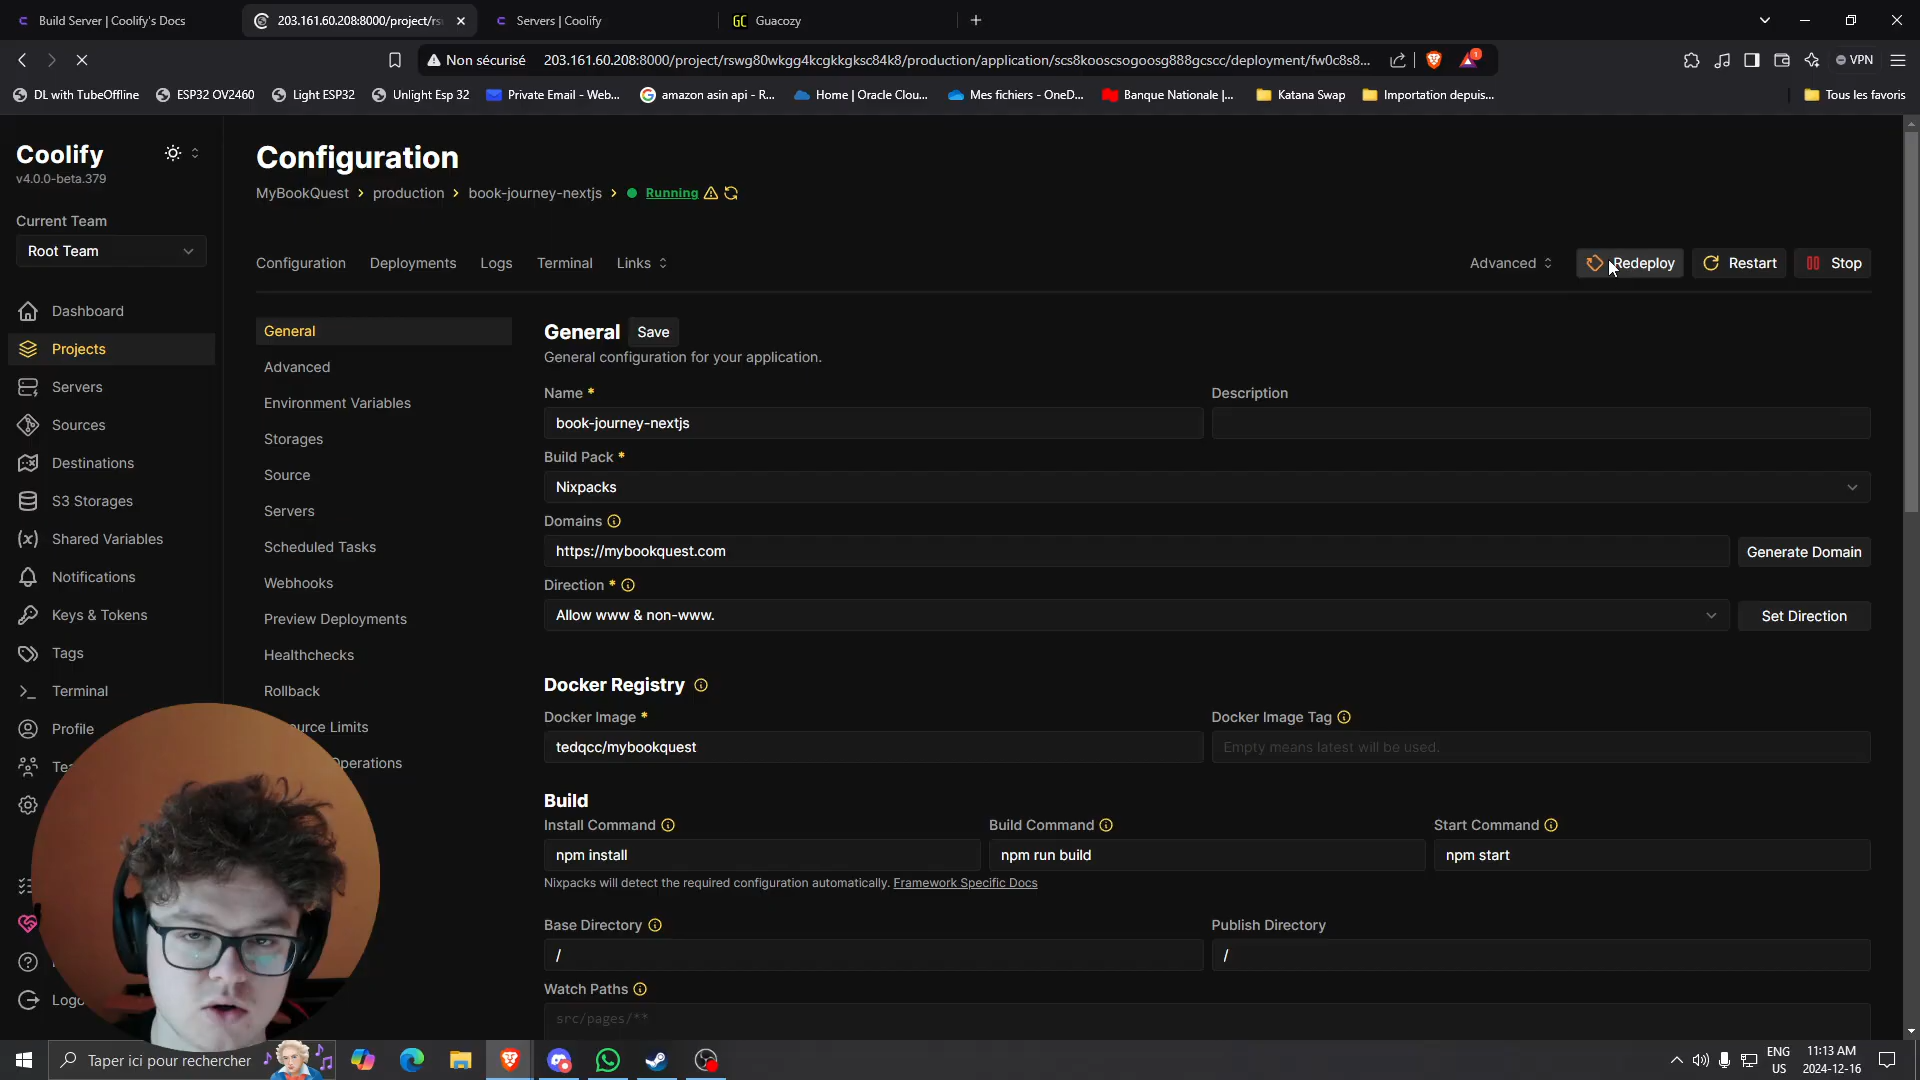 Build Server | Coolify's Docs
203.161.60.208:8000/project/rs
Servers | Coolify
GC Guacozy
Non sécurisé 203.161.60.208:8000/project/rswg80wkgg4kcgkkgksc84k8/production/application/scs8kooscsogoosg888gcscc/deployment/fw0c8s8...
1
VPN
DL with TubeOffline
ESP32 OV2460
Light ESP32
Unlight Esp 32
Private Email - Web...
amazon asin api - R...
Home | Oracle Clou...
Mes fichiers - OneD...
Banque Nationale |...
Katana Swap
Importation depuis...
Tous les favoris
Coolify
v4.0.0-beta.379
Current Team
Root Team
Dashboard
Projects
Servers
Sources
Destinations
S3 Storages
Shared Variables
Notifications
Keys & Tokens
Tags
Terminal
Profile
Configuration
MyBookQuest > production > book-journey-nextjs > Running
Configuration Deployments Logs Terminal Links
Advanced Redeploy Restart Stop
General
Advanced
Environment Variables
Storages
Source
Servers
Scheduled Tasks
Webhooks
Preview Deployments
Healthchecks
Rollback
General Save
General configuration for your application.
Name * Description
book-journey-nextjs
Build Pack *
Nixpacks
Domains
https://mybookquest.com Generate Domain
Direction *
Allow www & non-www. Set Direction
Docker Registry
Docker Image * Docker Image Tag
tedqcc/mybookquest Empty means latest will be used.
Build
Install Command Build Command Start Command
npm install npm run build npm start
Nixpacks will detect the required configuration automatically. Framework Specific Docs
Base Directory Publish Directory
/ /
Watch Paths
src/pages/**
Taper ici pour rechercher
ENG
US
11:13 AM
2024-12-16